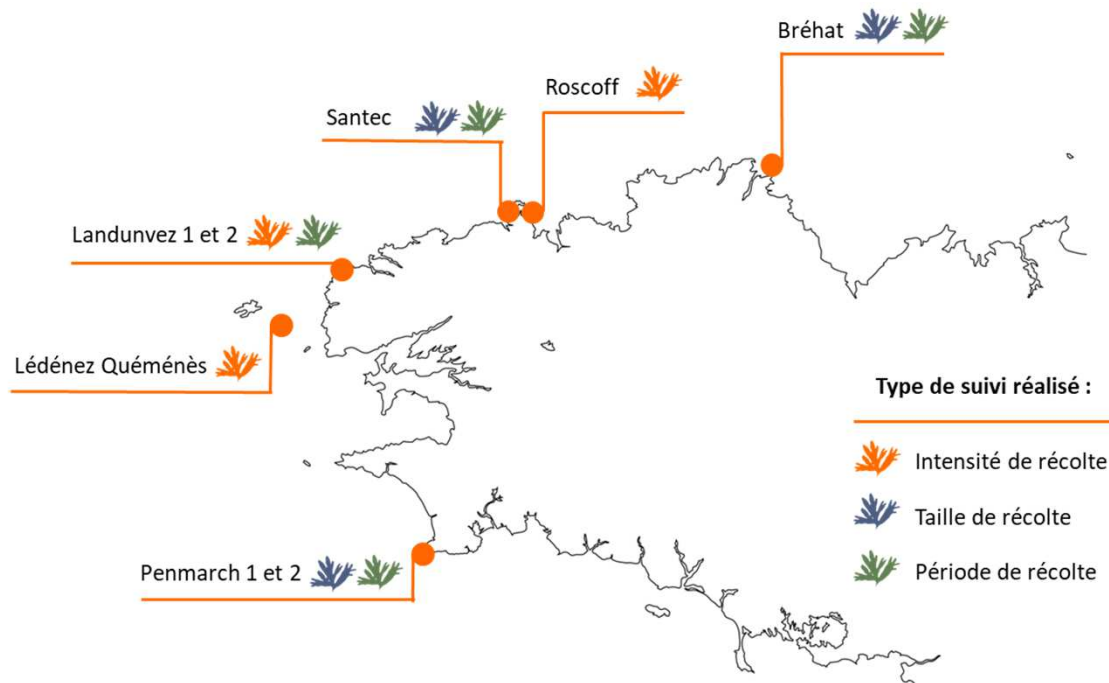 Bréhat
Roscoff
Santec
Landunvez 1 et 2
Lédénez Quéménès
Type de suivi réalisé :
Intensité de récolte
Taille de récolte
Période de récolte
Penmarch 1 et 2